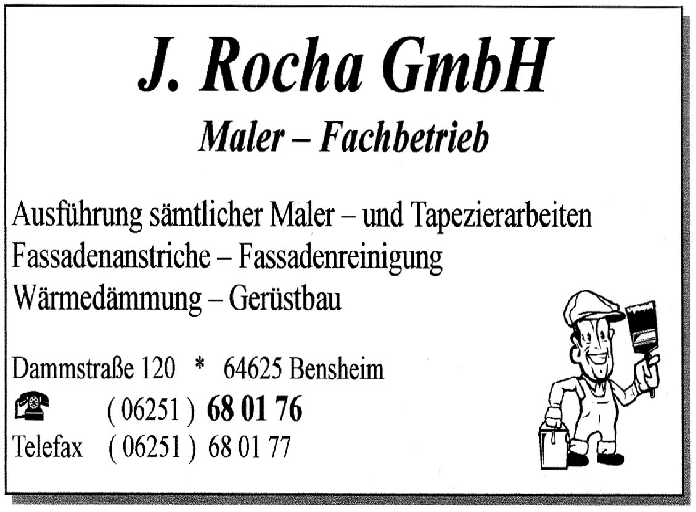 J. Rocha GmbH
Maler – Fachbetrieb
Ausführung sämtlicher Maler – und Tapezierarbeiten
Fassadenanstriche – Fassadenreinigung
Wärmedämmung – Gerüstbau
Dammstraße 120 * 64625 Bensheim
☎ ( 06251 ) 68 01 76
Telefax ( 06251 ) 68 01 77